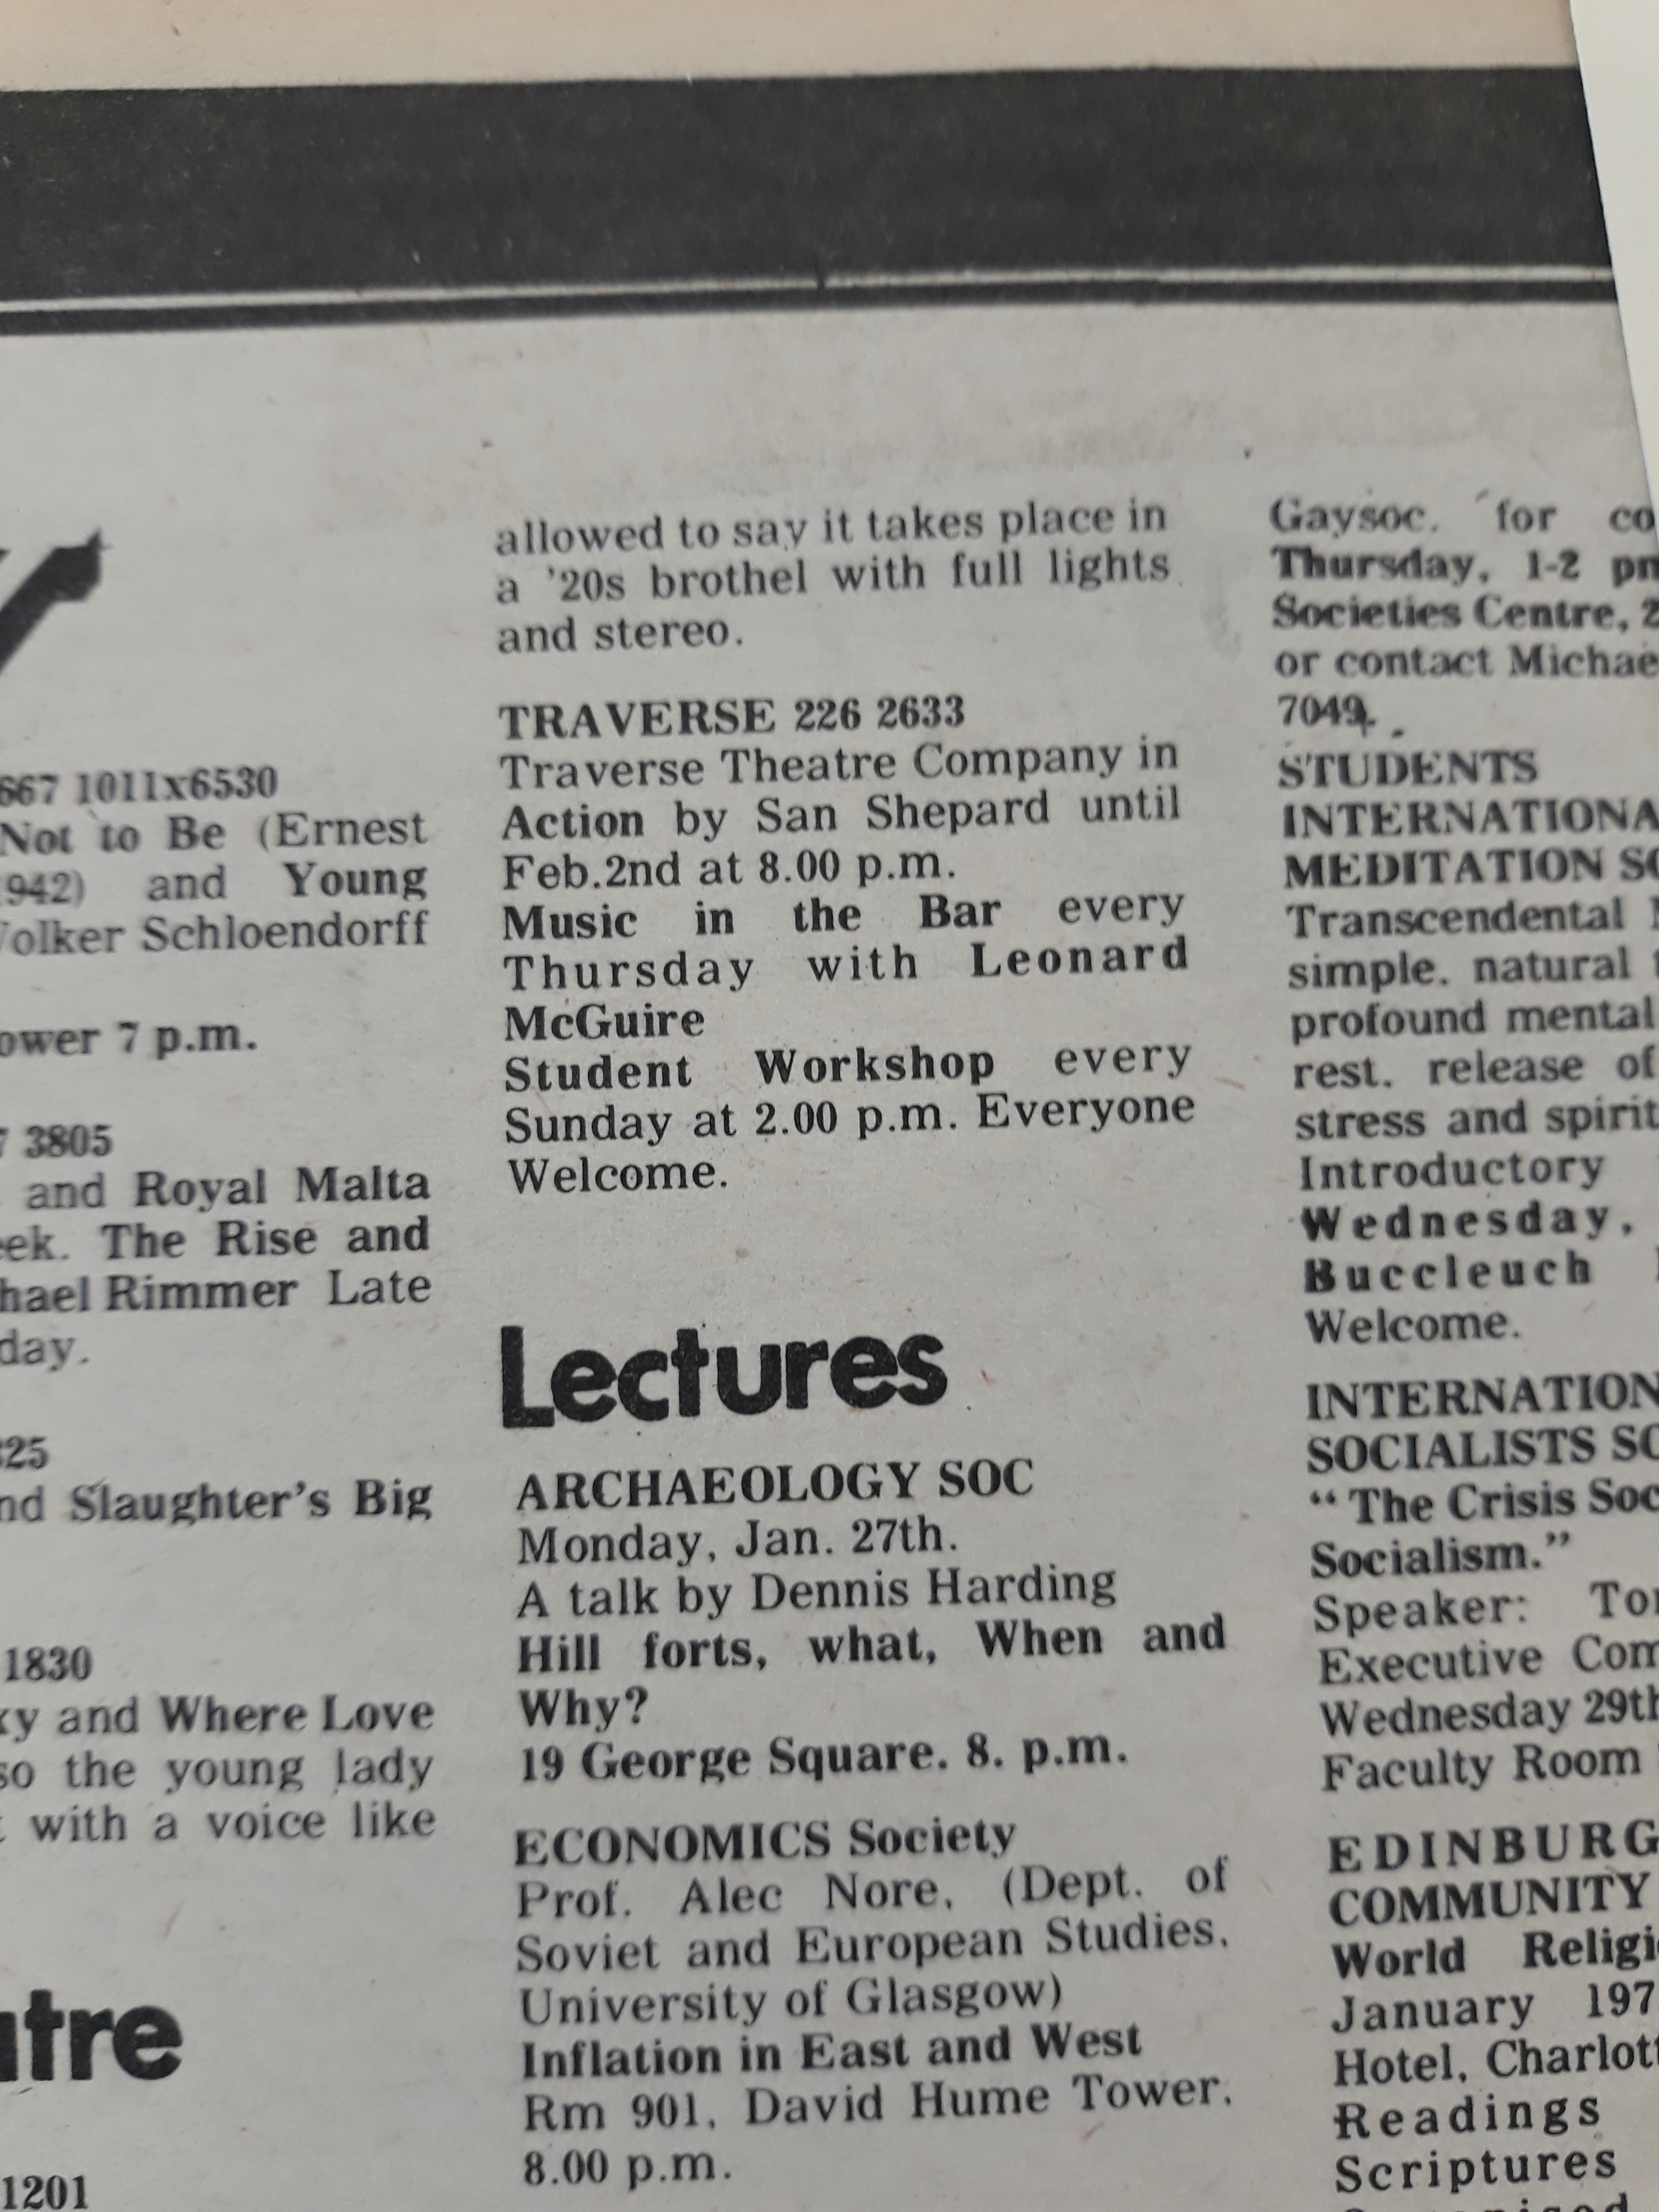 667 1011x6530
Not to Be (Ernest
1942) and Young
Volker Schloendorff
7 p.m.
3805
and Royal Malta
The Rise and
Rimmer Late
Slaughter's Big
1830
and Where Love
the young lady
with a voice like
1201
allowed to say it takes place in
a '20s brothel with full lights
and stereo.
TRAVERSE 226 2633
Traverse Theatre Company in
Action by San Shepard until
Feb.2nd at 8.00 p.m.
Music in the Bar every
Thursday with Leonard
McGuire
Student Workshop every
Sunday at 2.00 p.m. Everyone
Welcome.
Lectures
ARCHAEOLOGY SOC
Monday, Jan. 27th.
A talk by Dennis Harding
Hill forts, what, When and
Why?
19 George Square. 8. p.m.
ECONOMICS Society
Prof. Alec Nore, (Dept. of
Soviet and European Studies,
University of Glasgow)
Inflation in East and West
Rm 901, David Hume Tower,
8.00 p.m.
Gaysoc. for
Thursday, 1-2
Societies Centre,
or contact
7049.
STUDENTS
MEDITATION
Transcendental
simple, natural
profound mental
rest, release of
stress and
Introductory
Wednesday,
Buccleuch
Welcome.
SOCIALISTS
"The Crisis
Socialism."
Speaker:
Executive
Wednesday
Faculty Room
COMMUNITY
World
January
Hotel,
Readings
Scriptures